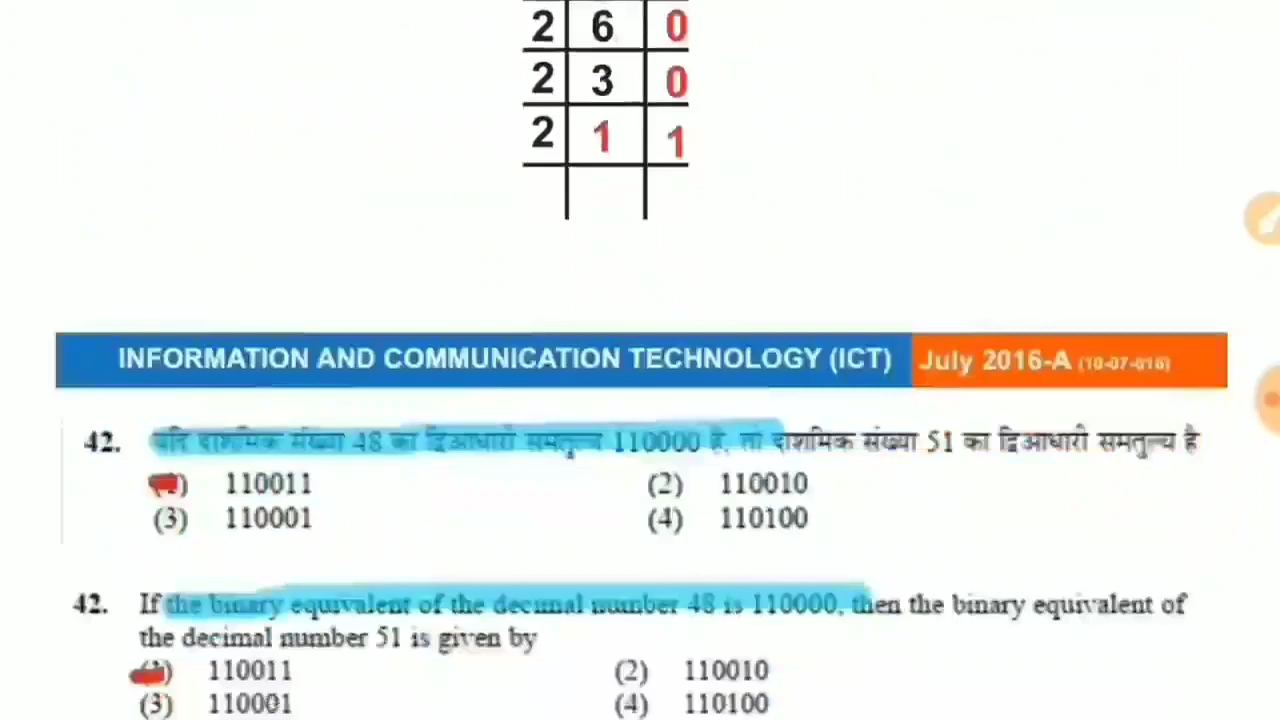 2 6 0
2 3 0
2 1 1
INFORMATION AND COMMUNICATION TECHNOLOGY (ICT) July 2016-A (10-07-016)
42. यदि दाशमिक संख्या 48 का द्विआधारी समतुल्य 110000 है, तो दाशमिक संख्या 51 का द्विआधारी समतुल्य है
110011 (2) 110010
(3) 110001 (4) 110100
42. If the binary equivalent of the decimal number 48 is 110000, then the binary equivalent of
the decimal number 51 is given by
110011 (2) 110010
(3) 110001 (4) 110100